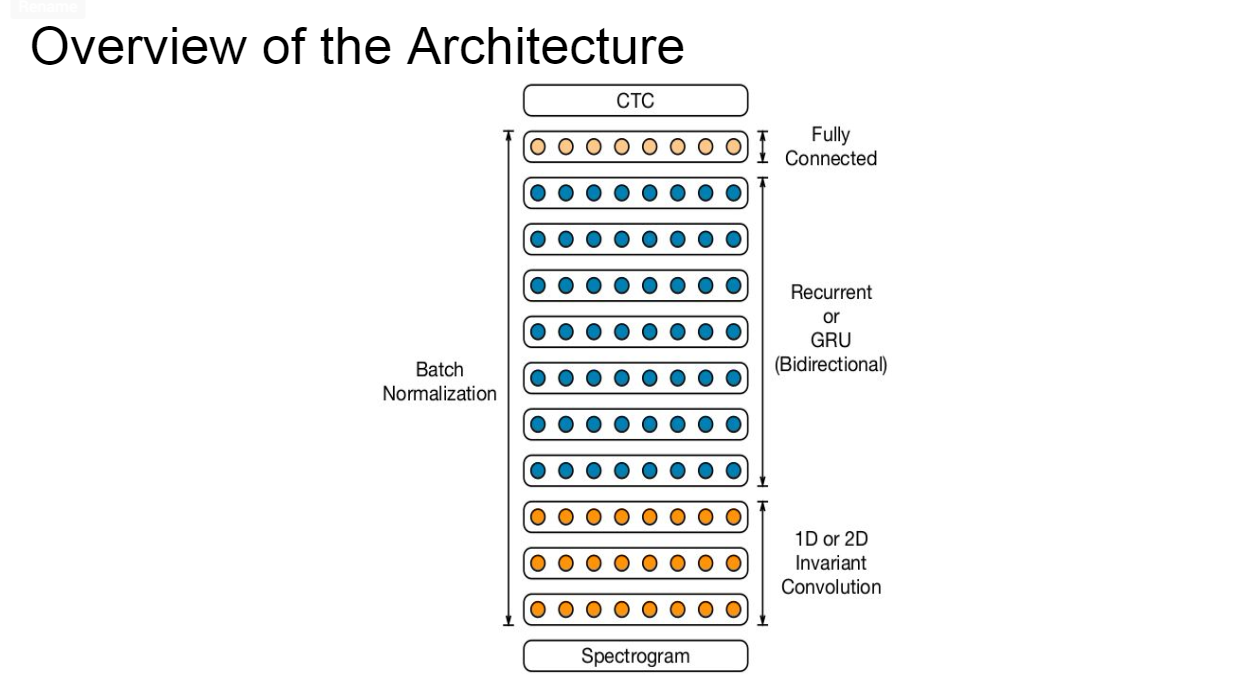 Rename
Overview of the Architecture
CTC
Fully
Connected
Recurrent
or
GRU
(Bidirectional)
Batch
Normalization
1D or 2D
Invariant
Convolution
Spectrogram